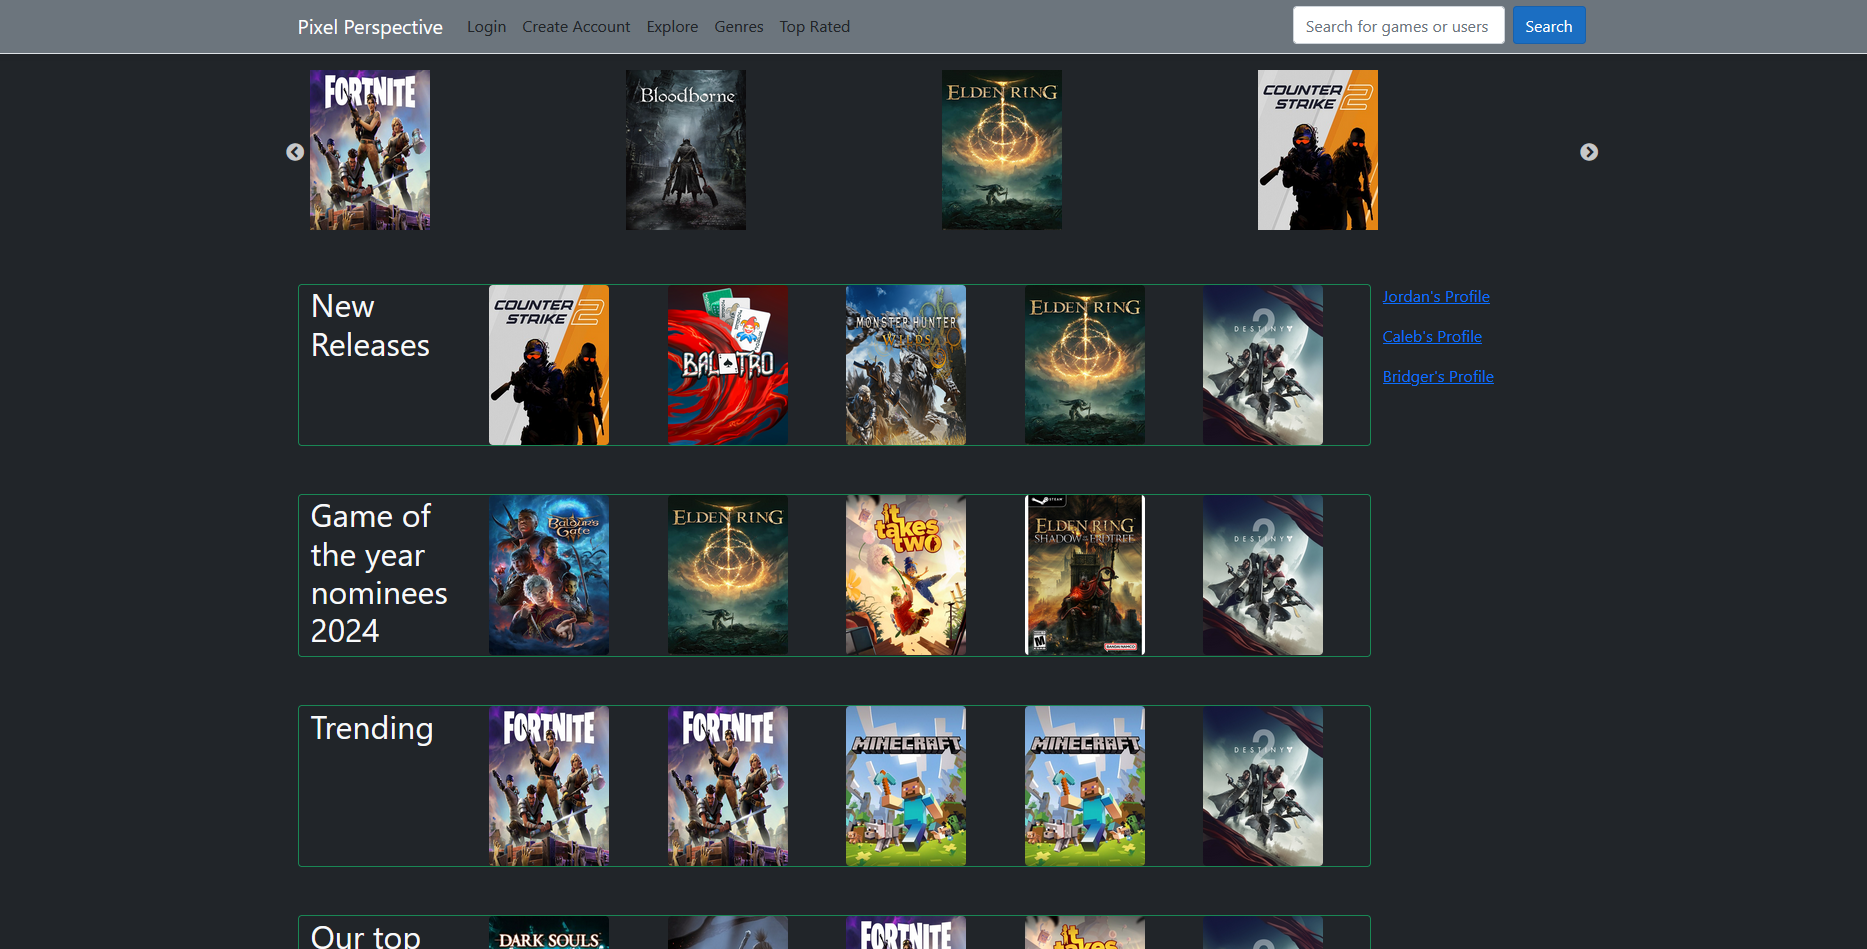 Pixel Perspective Login Create Account Explore Genres Top Rated Search for games or users Search
FORTNITE
Bloodborne
ELDEN RING
COUNTER
STRIKE 2
New
Releases
COUNTER
STRIKE 2
BALATRO
MONSTER HUNTER
WILDS
ELDEN RING
2
DESTINY
Jordan's Profile
Caleb's Profile
Bridger's Profile
Game of
the year
nominees
2024
Baldur's
Gate
ELDEN RING
it
takes
two
STEAM
ELDEN RING
SHADOW OF THE ERDTREE
M
BANDAI NAMCO
2
DESTINY
Trending
FORTNITE
FORTNITE
MINECRAFT
MINECRAFT
2
DESTINY
Our top
DARK SOULS
FORTNITE
it
takes
2